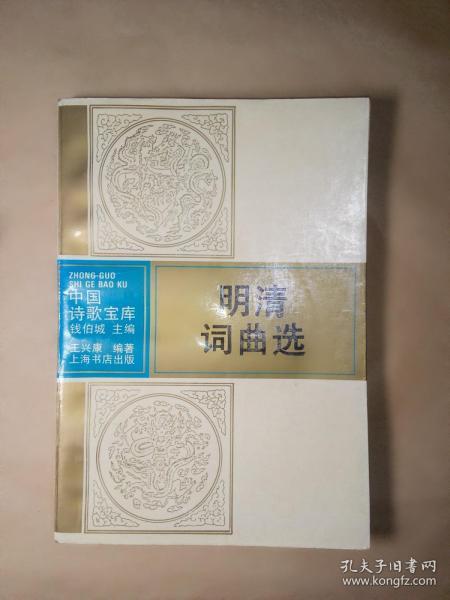 ZHONG GUO
SHI GE BAO KU
中国
诗歌宝库
钱伯城 主编
王兴康 编著
上海书店出版
明清
词曲选
孔夫子旧书网
www.kongfz.com